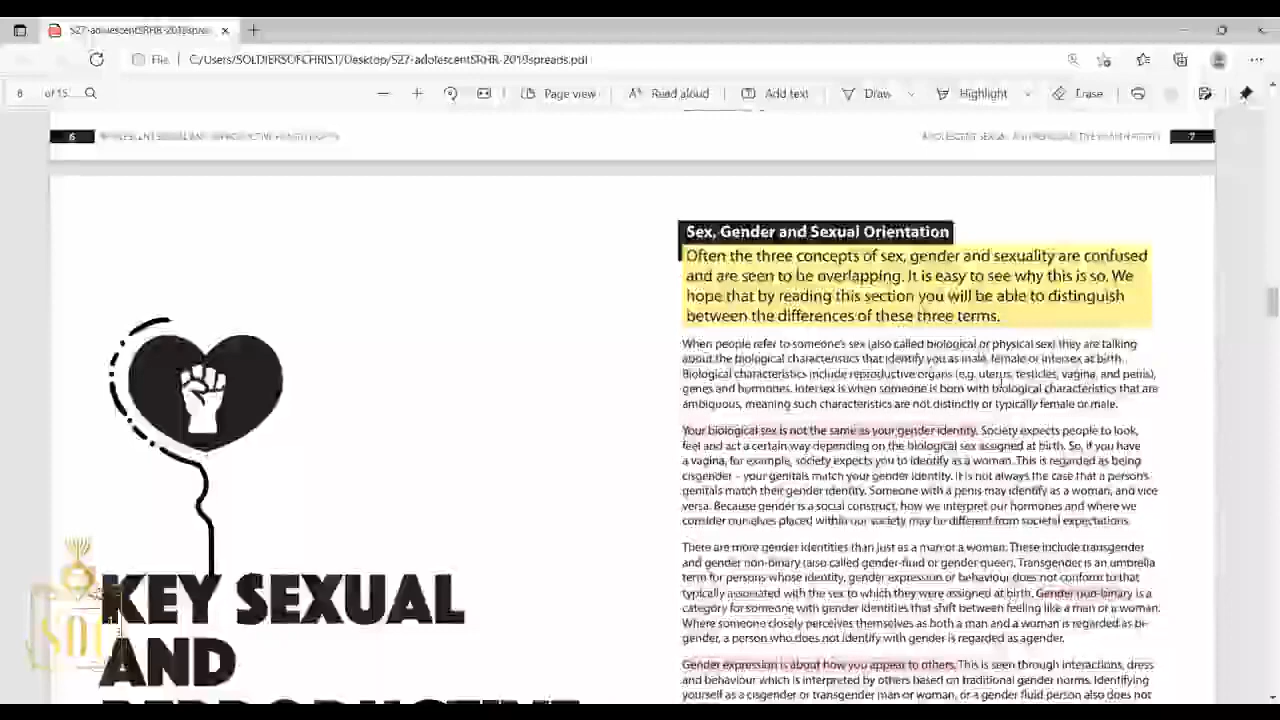 S27-adolescentSRHR-2019sprea
File C:/Users/SOLDIERSOFCHRIST/Desktop/S27-adolescentSRHR-2019spreads.pdf
8 of 15 Page view Read aloud Add text Draw Highlight Erase
6 ADOLESCENT SEXUAL AND REPRODUCTIVE HUMAN RIGHTS
ADOLESCENT SEXUAL AND REPRODUCTIVE HUMAN RIGHTS 7
Sex, Gender and Sexual Orientation
Often the three concepts of sex, gender and sexuality are confused
and are seen to be overlapping. It is easy to see why this is so. We
hope that by reading this section you will be able to distinguish
between the differences of these three terms.
When people refer to someone's sex (also called biological or physical sex) they are talking
about the biological characteristics that identify you as male, female or intersex at birth.
Biological characteristics include reproductive organs (e.g. uterus, testicles, vagina, and penis),
genes and hormones. Intersex is when someone is born with biological characteristics that are
ambiguous, meaning such characteristics are not distinctly or typically female or male.
Your biological sex is not the same as your gender identity. Society expects people to look,
feel and act a certain way depending on the biological sex assigned at birth. So, if you have
a vagina, for example, society expects you to identify as a woman. This is regarded as being
cisgender – your genitals match your gender identity. It is not always the case that a person's
genitals match their gender identity. Someone with a penis may identify as a woman, and vice
versa. Because gender is a social construct, how we interpret our hormones and where we
consider ourselves placed within our society may be different from societal expectations.
There are more gender identities than just as a man or a woman. These include transgender
and gender non-binary (also called gender-fluid or gender queer). Transgender is an umbrella
term for persons whose identity, gender expression or behaviour does not conform to that
typically associated with the sex to which they were assigned at birth. Gender non-binary is a
category for someone with gender identities that shift between feeling like a man or a woman.
Where someone closely perceives themselves as both a man and a woman is regarded as bi-
gender, a person who does not identify with gender is regarded as agender.
Gender expression is about how you appear to others. This is seen through interactions, dress
and behaviour which is interpreted by others based on traditional gender norms. Identifying
yourself as a cisgender or transgender man or woman, or a gender fluid person also does not
KEY SEXUAL
AND
REPRODUCTIVE